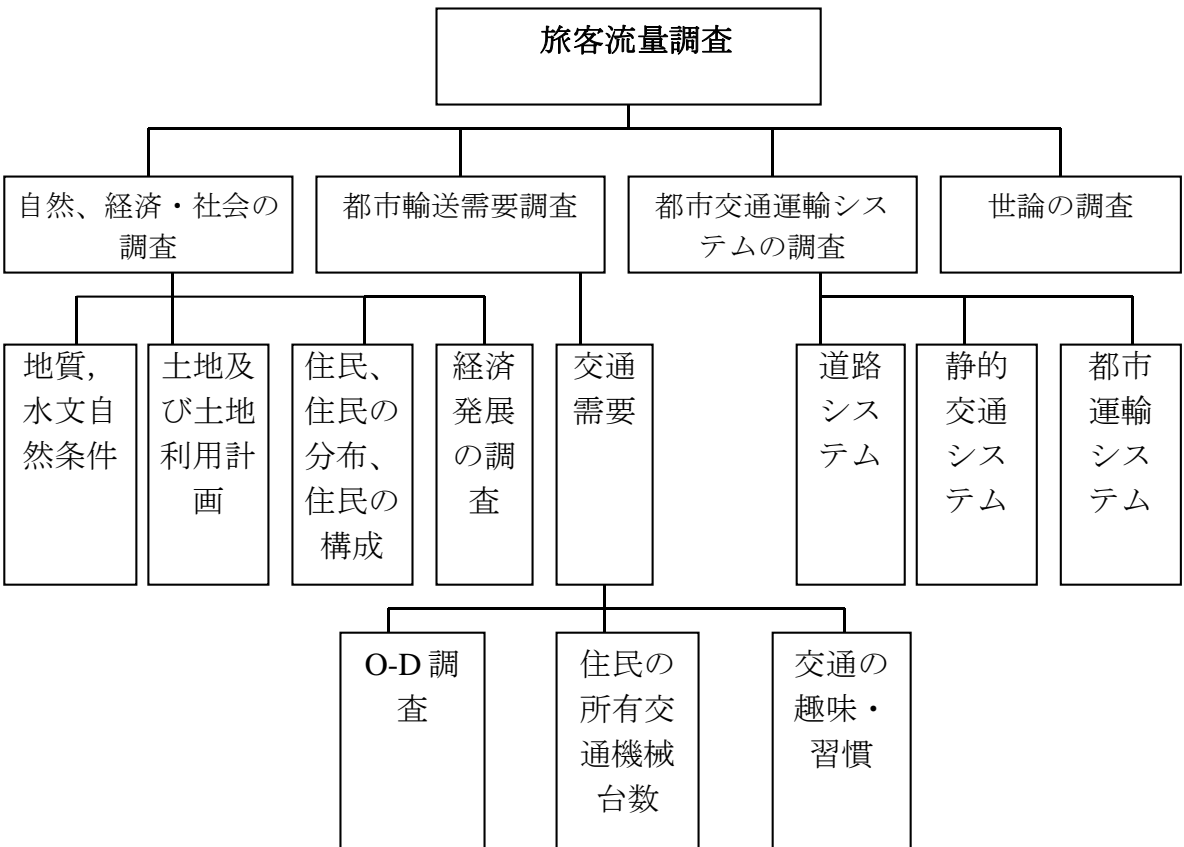 旅客流量調査
自然、経済・社会の
調査
都市輸送需要調査
都市交通運輸シス
テムの調査
世論の調査
地質,
水文自
然条件
土地及
び土地
利用計
画
住民、
住民の
分布、
住民の
構成
経済
発展
の調
査
交通
需要
道路
シス
テム
静的
交通
シス
テム
都市
運輸
シス
テム
O-D 調
査
住民の
所有交
通機械
台数
交通の
趣味・
習慣